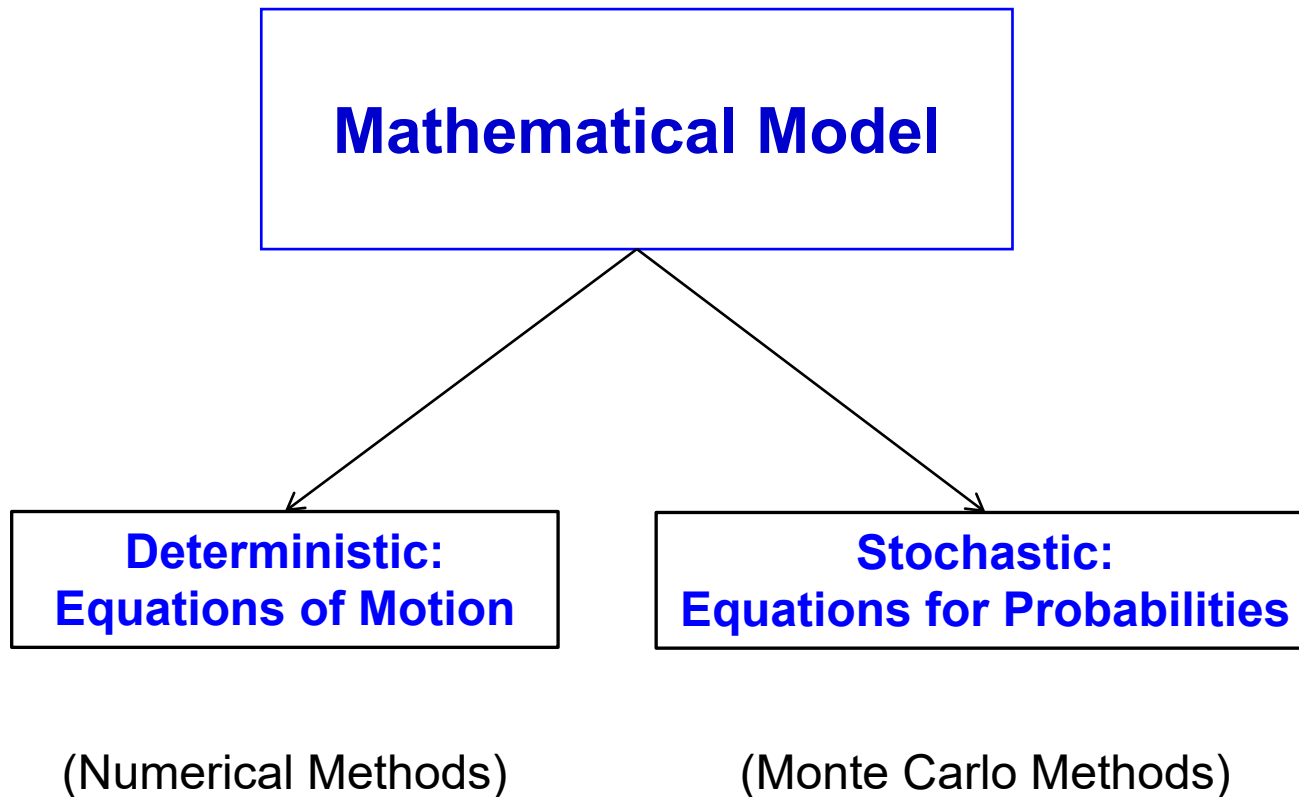 Mathematical Model
Deterministic:
Equations of Motion
Stochastic:
Equations for Probabilities
(Numerical Methods)
(Monte Carlo Methods)